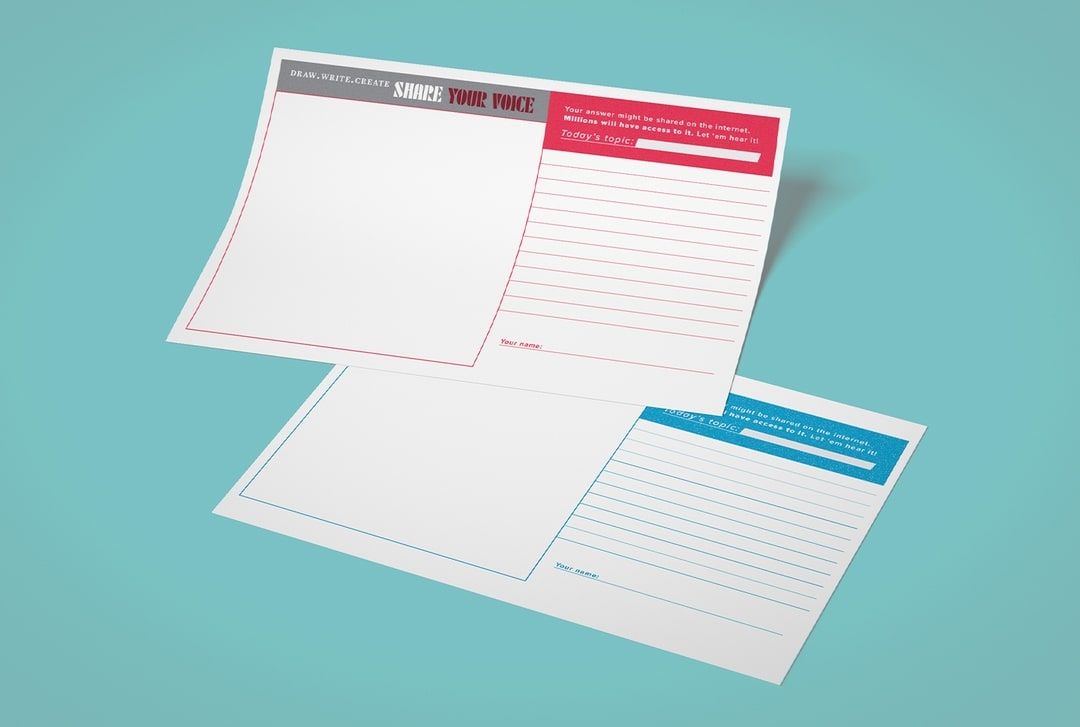 DRAW.WRITE.CREATE SHARE YOUR VOICE
Your answer might be shared on the internet.
Millions will have access to it. Let 'em hear it!
Today's topic:
Your name:
might be shared on the internet.
have access to it. Let 'em hear it!
Today's topic:
Your name: